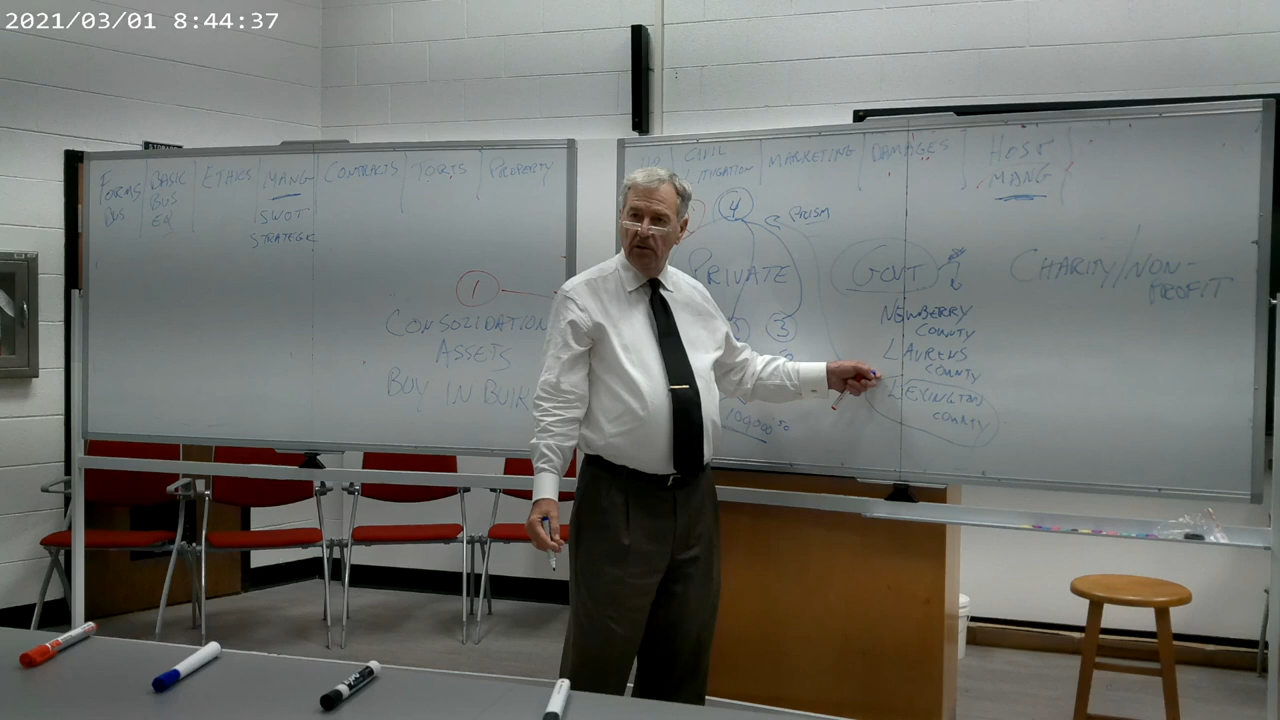 2021/03/01 8:44:37
FORMS
BUS
BASIC
BUS
EQ
ETHICS
MANG
SWOT
STRATEGIC
CONTRACTS
TORTS
PROPERTY
1
CONSOLIDATION
ASSETS
BUY IN BULK
CIVIL
LITIGATION
MARKETING
DAMAGES
HOSP
MANG
4
PRISM
PRIVATE
3
GOVT
NEWBERRY
COUNTY
LAURENS
COUNTY
LEXINGTON
COUNTY
CHARITY/NON-
PROFIT